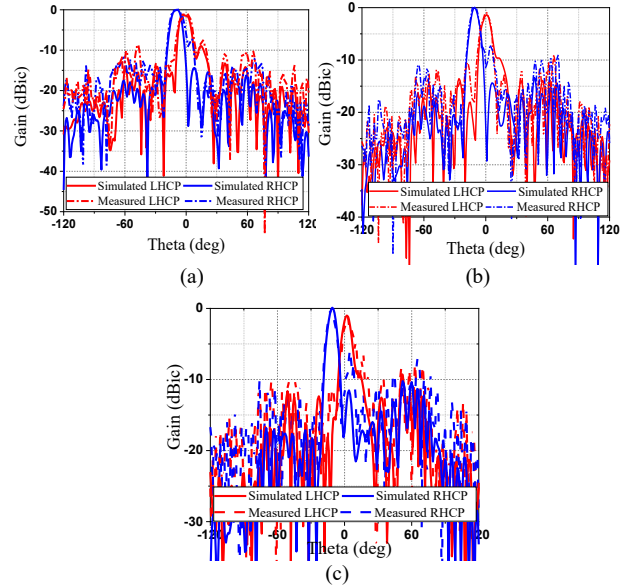 0
-10
-20
-30
-40
-50
Gain (dBic)
Simulated LHCP Simulated RHCP
Measured LHCP Measured RHCP
-120 -60 0 60 120
Theta (deg)
(a)
0
-10
-20
-30
-40
Gain (dBic)
Simulated LHCP Simulated RHCP
Measured LHCP Measured RHCP
-120 -60 0 60 120
Theta (deg)
(b)
0
-10
-20
-30
Gain (dBic)
Simulated LHCP Simulated RHCP
Measured LHCP Measured RHCP
-120 -60 0 60 120
Theta (deg)
(c)